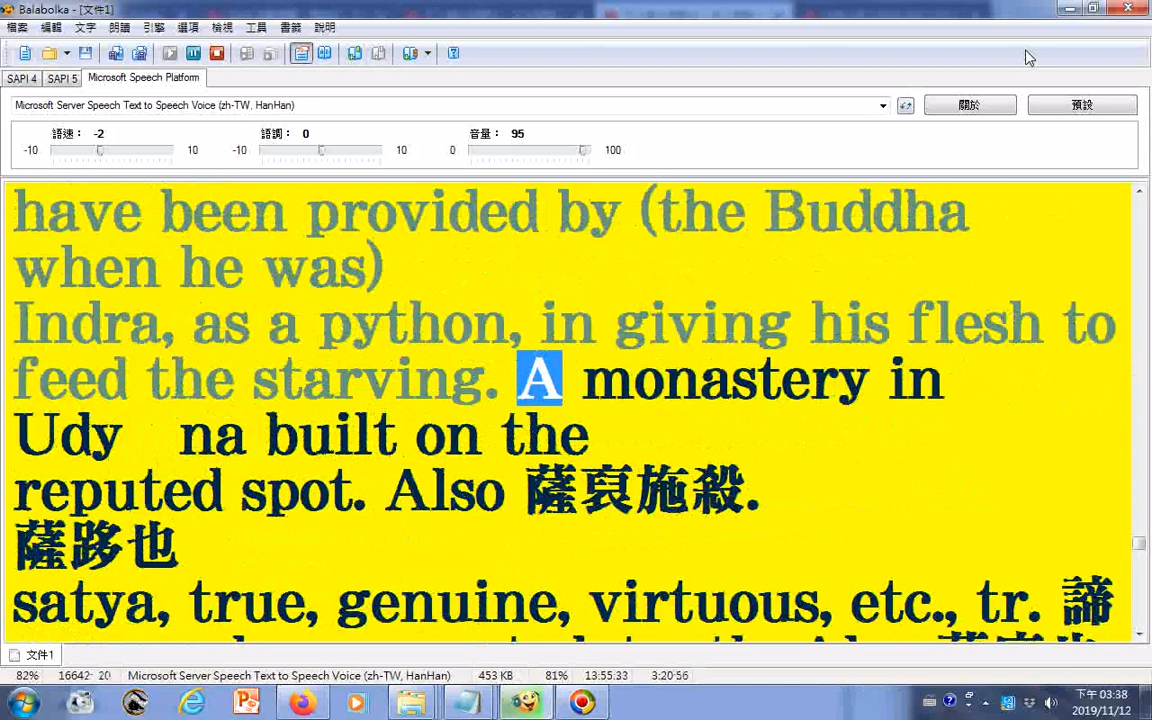 Balabolka - [文件1]
檔案 編輯 文字 朗讀 引擎 選項 檢視 工具 書籤 說明
SAPI 4 SAPI 5 Microsoft Speech Platform
Microsoft Server Speech Text to Speech Voice (zh-TW, HanHan) 關於 預設
語速： -2 語調： 0 音量： 95
-10 10 -10 10 0 100
have been provided by (the Buddha
when he was)
Indra, as a python, in giving his flesh to
feed the starving. A monastery in
Udy na built on the
reputed spot. Also 薩裒施殺.
薩跢也
satya, true, genuine, virtuous, etc., tr. 諦
文件1
82% 16642: 20 Microsoft Server Speech Text to Speech Voice (zh-TW, HanHan) 453 KB 81% 13:55:33 3:20:56
下午 03:38
2019/11/12